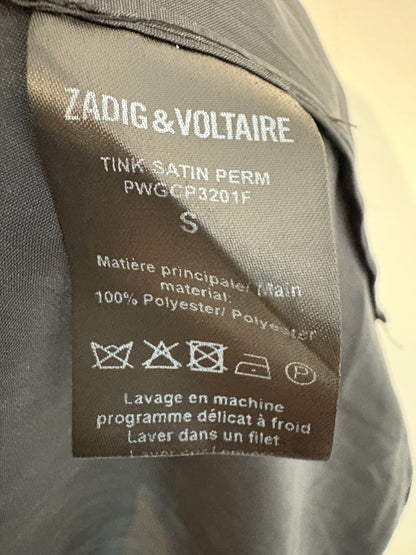 ZADIG & VOLTAIRE
TINK SATIN PERM
PWGCP3201F
S
Matière principale/ Main
material:
100% Polyester/ Polyester
P
Lavage en machine
programme délicat à froid
Laver dans un filet